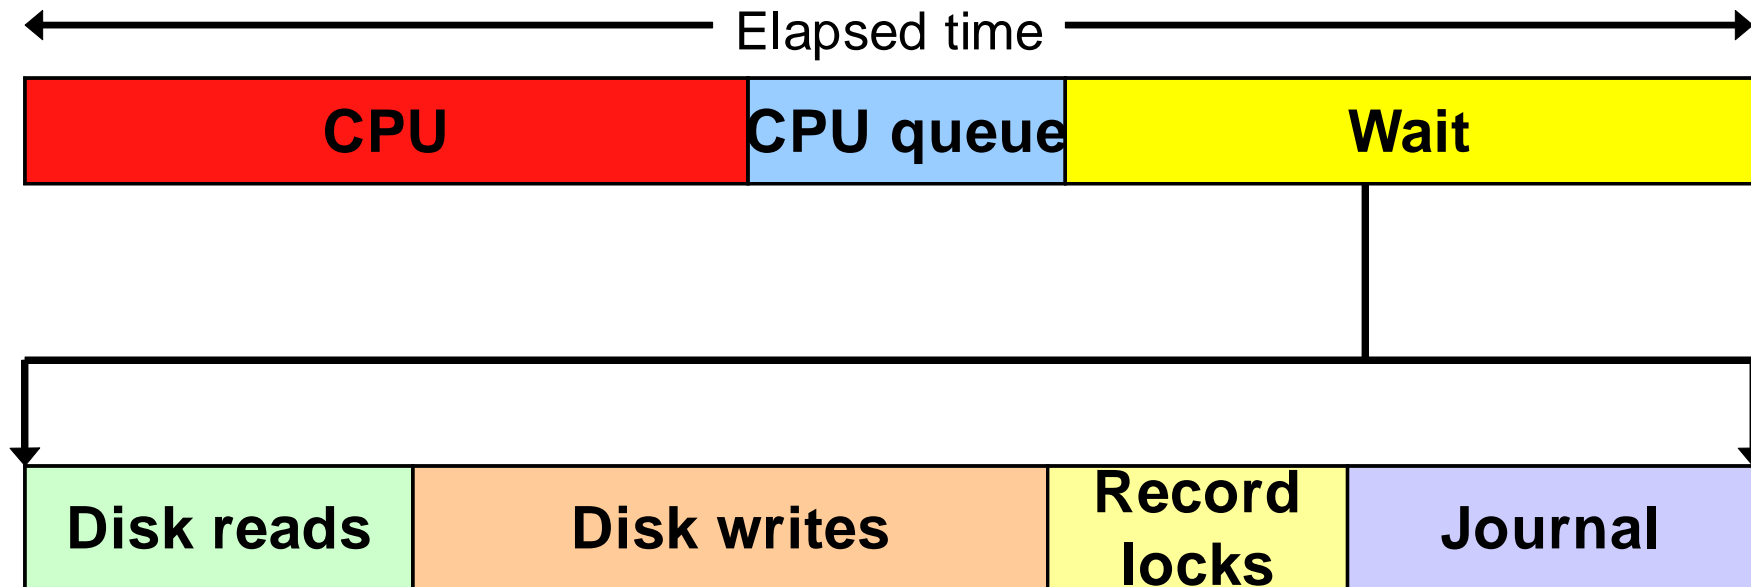 Elapsed time
CPU
CPU queue
Wait
Disk reads
Disk writes
Record
locks
Journal